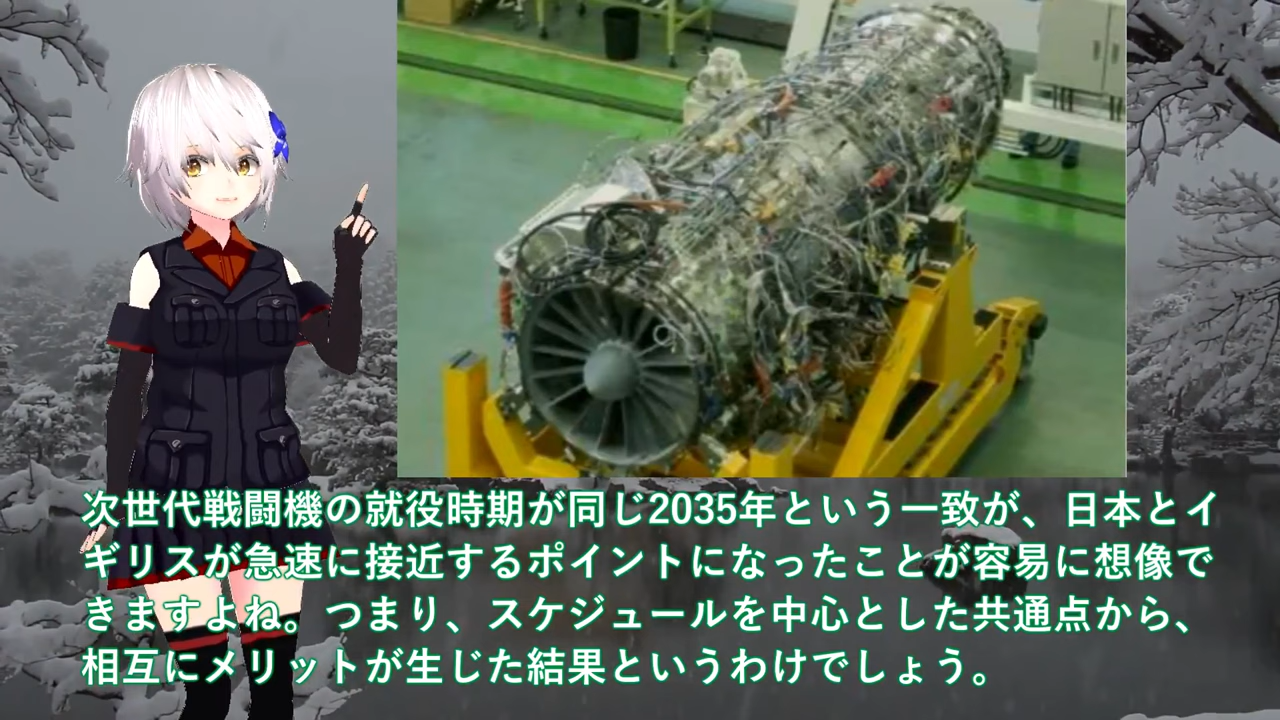 次世代戦闘機の就役時期が同じ2035年という一致が、日本とイ
ギリスが急速に接近するポイントになったことが容易に想像で
きますよね。つまり、スケジュールを中心とした共通点から、
相互にメリットが生じた結果というわけでしょう。